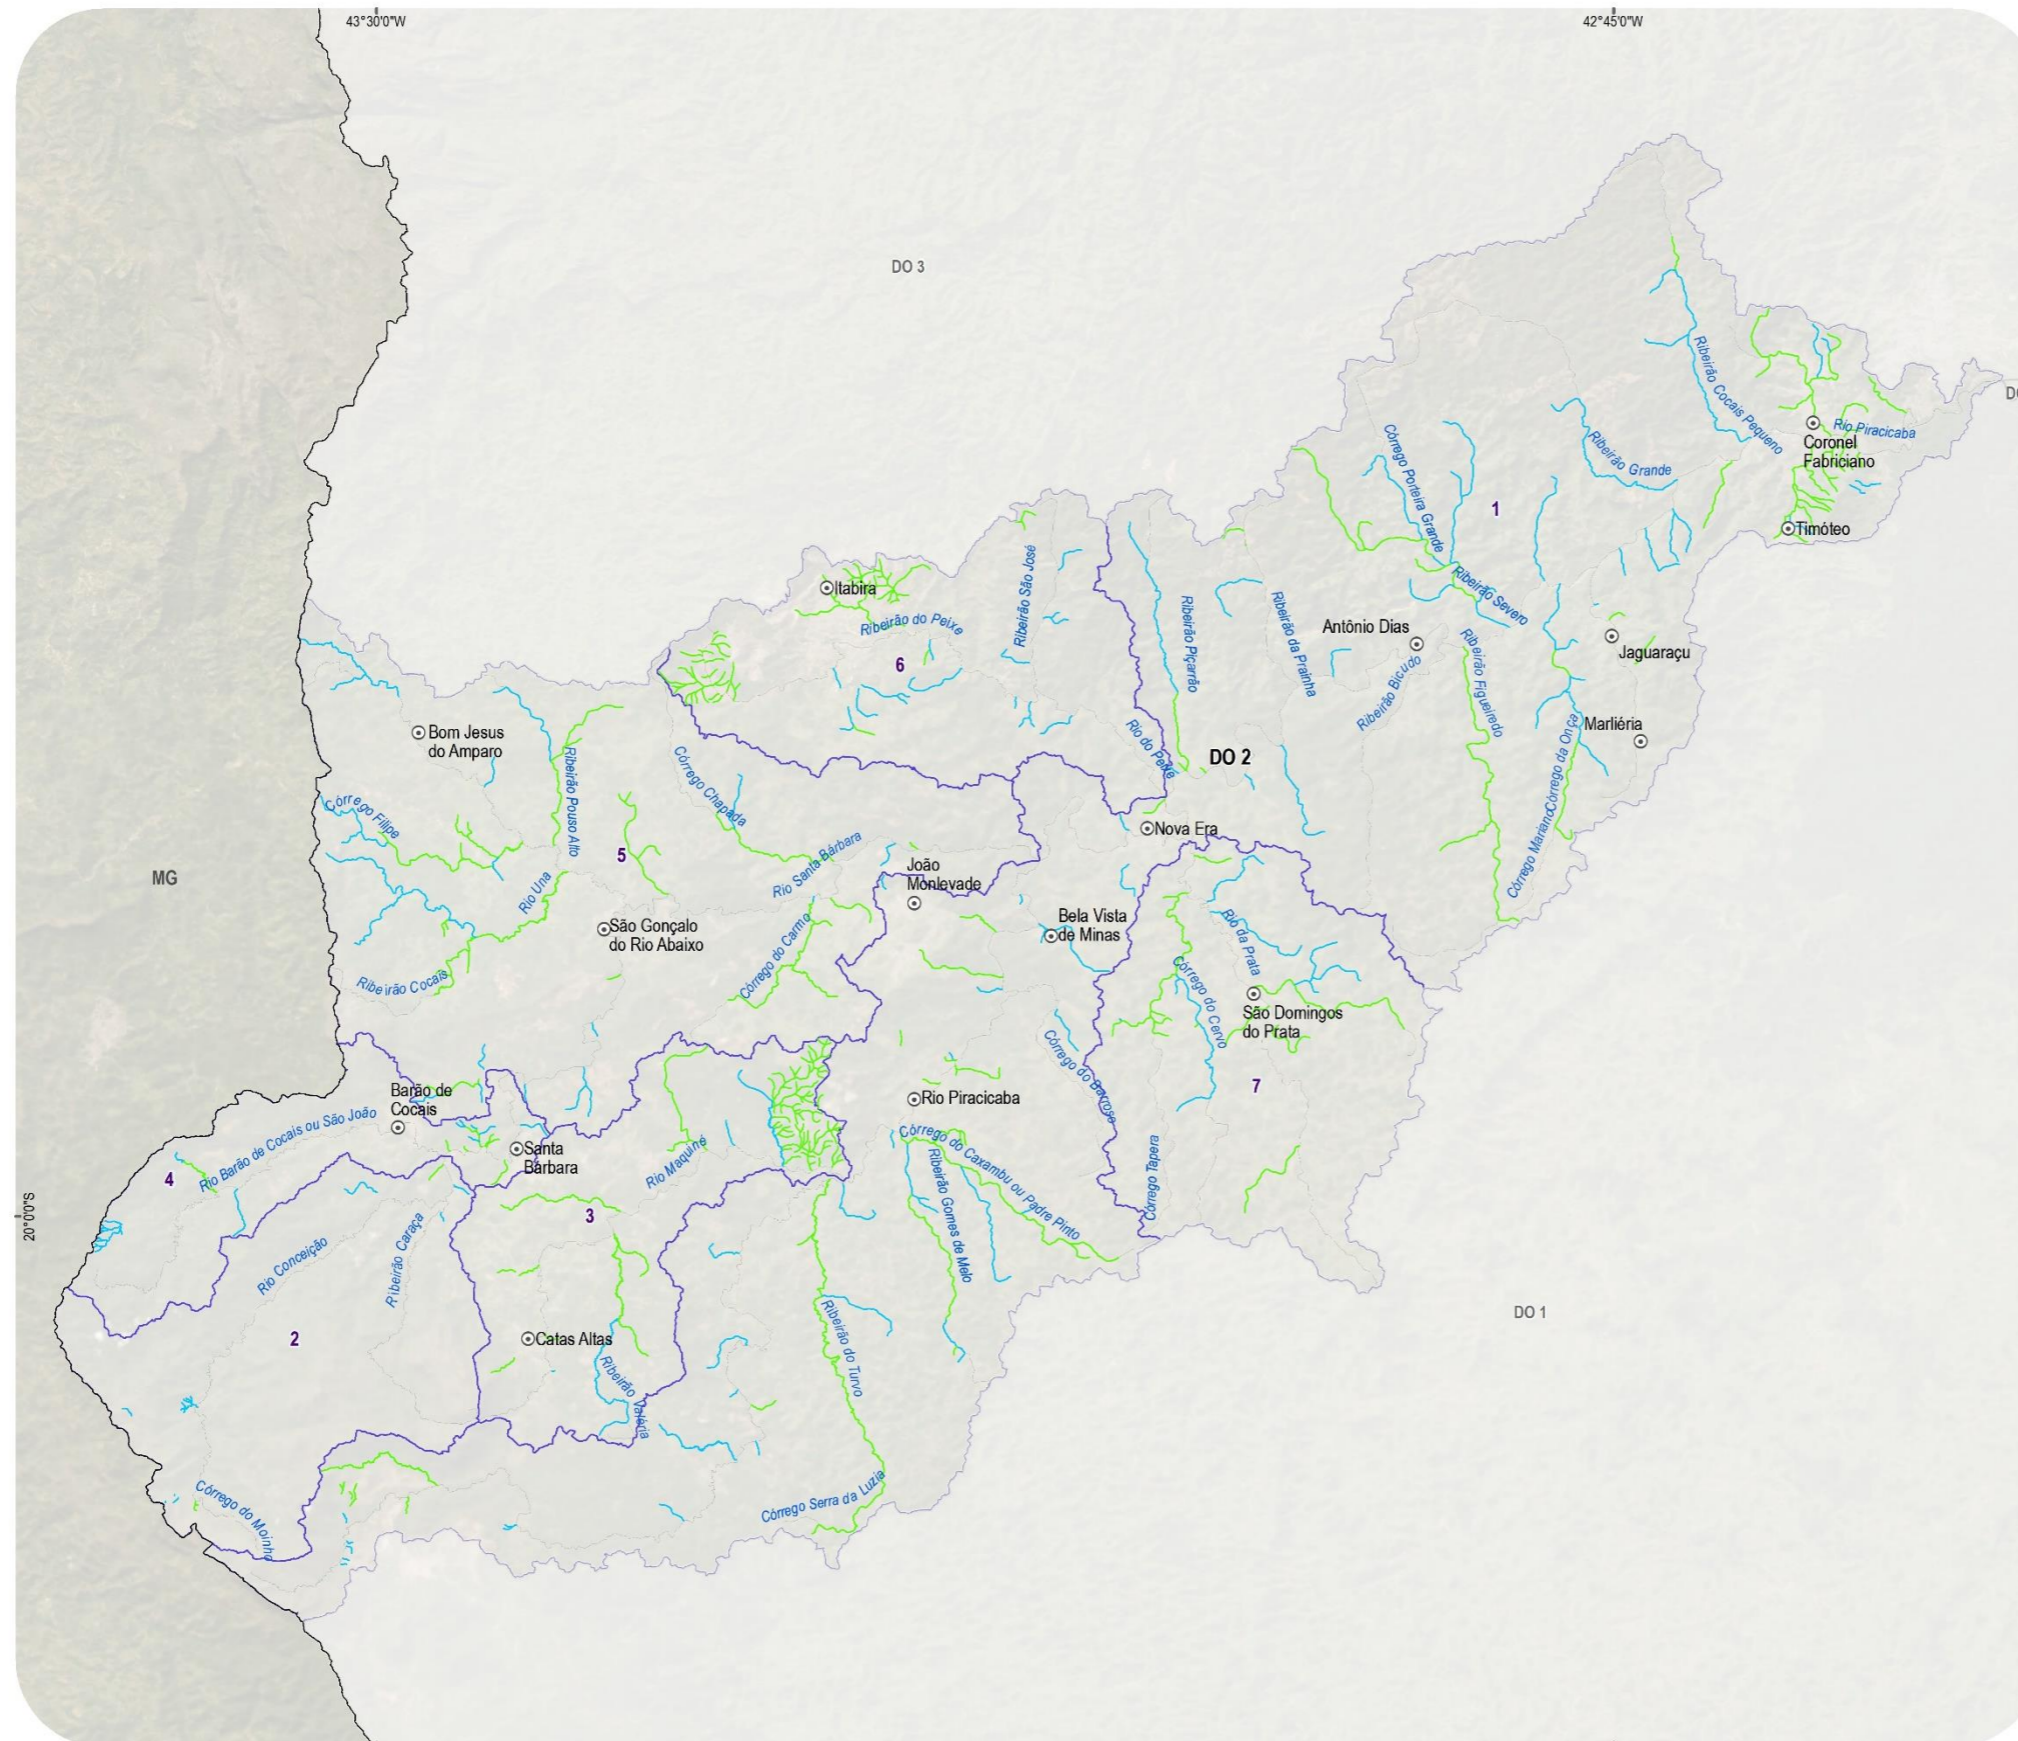 43°30'0"W
42°45'0"W
DO 3
Ribeirão Cocais Pequeno
Rio Piracicaba
Coronel
Fabriciano
Córrego Porteira Grande
Ribeirão Grande
1
Timóteo
Ribeirão São José
Itabira
Ribeirão do Peixe
6
Ribeirão Piçarrão
Ribeirão da Prainha
Ribeirão Severo
Antônio Dias
Ribeirão Bicudo
Ribeirão Figueiredo
Jaguaraçu
Marliéria
Bom Jesus
do Amparo
Rio do Peixe
DO 2
Córrego Filipe
Ribeirão Pouso Alto
Córrego Chapada
Córrego Mariano
Córrego da Onça
Nova Era
5
Rio Santa Bárbara
João
Monlevade
MG
Rio Una
São Gonçalo
do Rio Abaixo
Bela Vista
de Minas
Rio da Prata
Córrego do Carmo
Ribeirão Cocais
Córrego do Cervo
São Domingos
do Prata
Córrego do Barroso
7
Barão de
Cocais
Rio Piracicaba
Rio Barão de Cocais ou São João
Santa
Bárbara
Rio Maquiné
Córrego do Caxambu ou Padre Pinto
Ribeirão Gomes de Melo
Córrego Tapera
4
3
20°0'0"S
Rio Conceição
Ribeirão Caraça
2
Catas Altas
Ribeirão Valéria
Ribeirão do Turvo
DO 1
Córrego do Moinho
Córrego Serra da Luzia